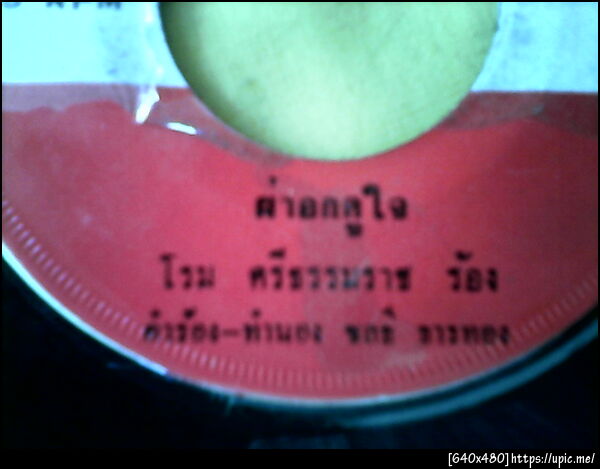 RPM
ผ่าอกดูใจ
โรม ศรีธรรมราช ร้อง
คำร้อง-ทำนอง ชลธี ธารทอง
[640x480]https://upic.me/